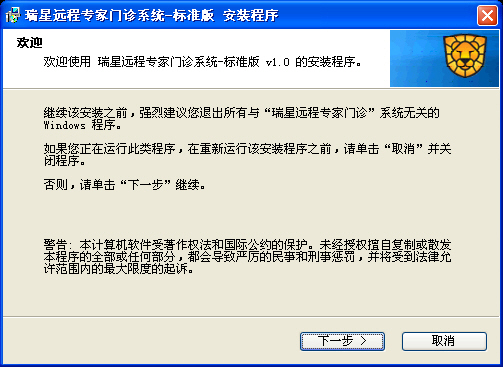 瑞星远程专家门诊系统-标准版 安装程序
欢迎
欢迎使用 瑞星远程专家门诊系统-标准版 v1.0 的安装程序。
继续该安装之前，强烈建议您退出所有与“瑞星远程专家门诊”系统无关的
Windows 程序。
如果您正在运行此类程序，在重新运行该安装程序之前，请单击“取消”并关
闭程序。
否则，请单击“下一步”继续。
警告: 本计算机软件受著作权法和国际公约的保护。未经授权擅自复制或散发
本程序的全部或任何部分，都会导致严厉的民事和刑事惩罚，并将受到法律允
许范围内的最大限度的起诉。
下一步 >
取消